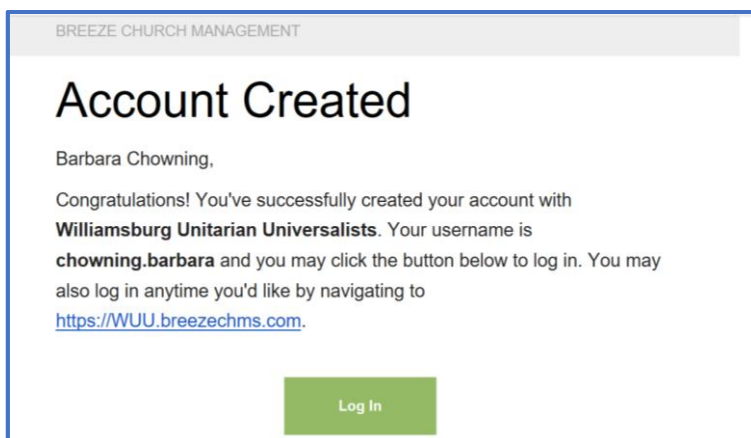 BREEZE CHURCH MANAGEMENT
Account Created
Barbara Chowning,
Congratulations! You've successfully created your account with
Williamsburg Unitarian Universalists. Your username is
chowning.barbara and you may click the button below to log in. You may
also log in anytime you'd like by navigating to
https://WUU.breezechms.com.
Log In